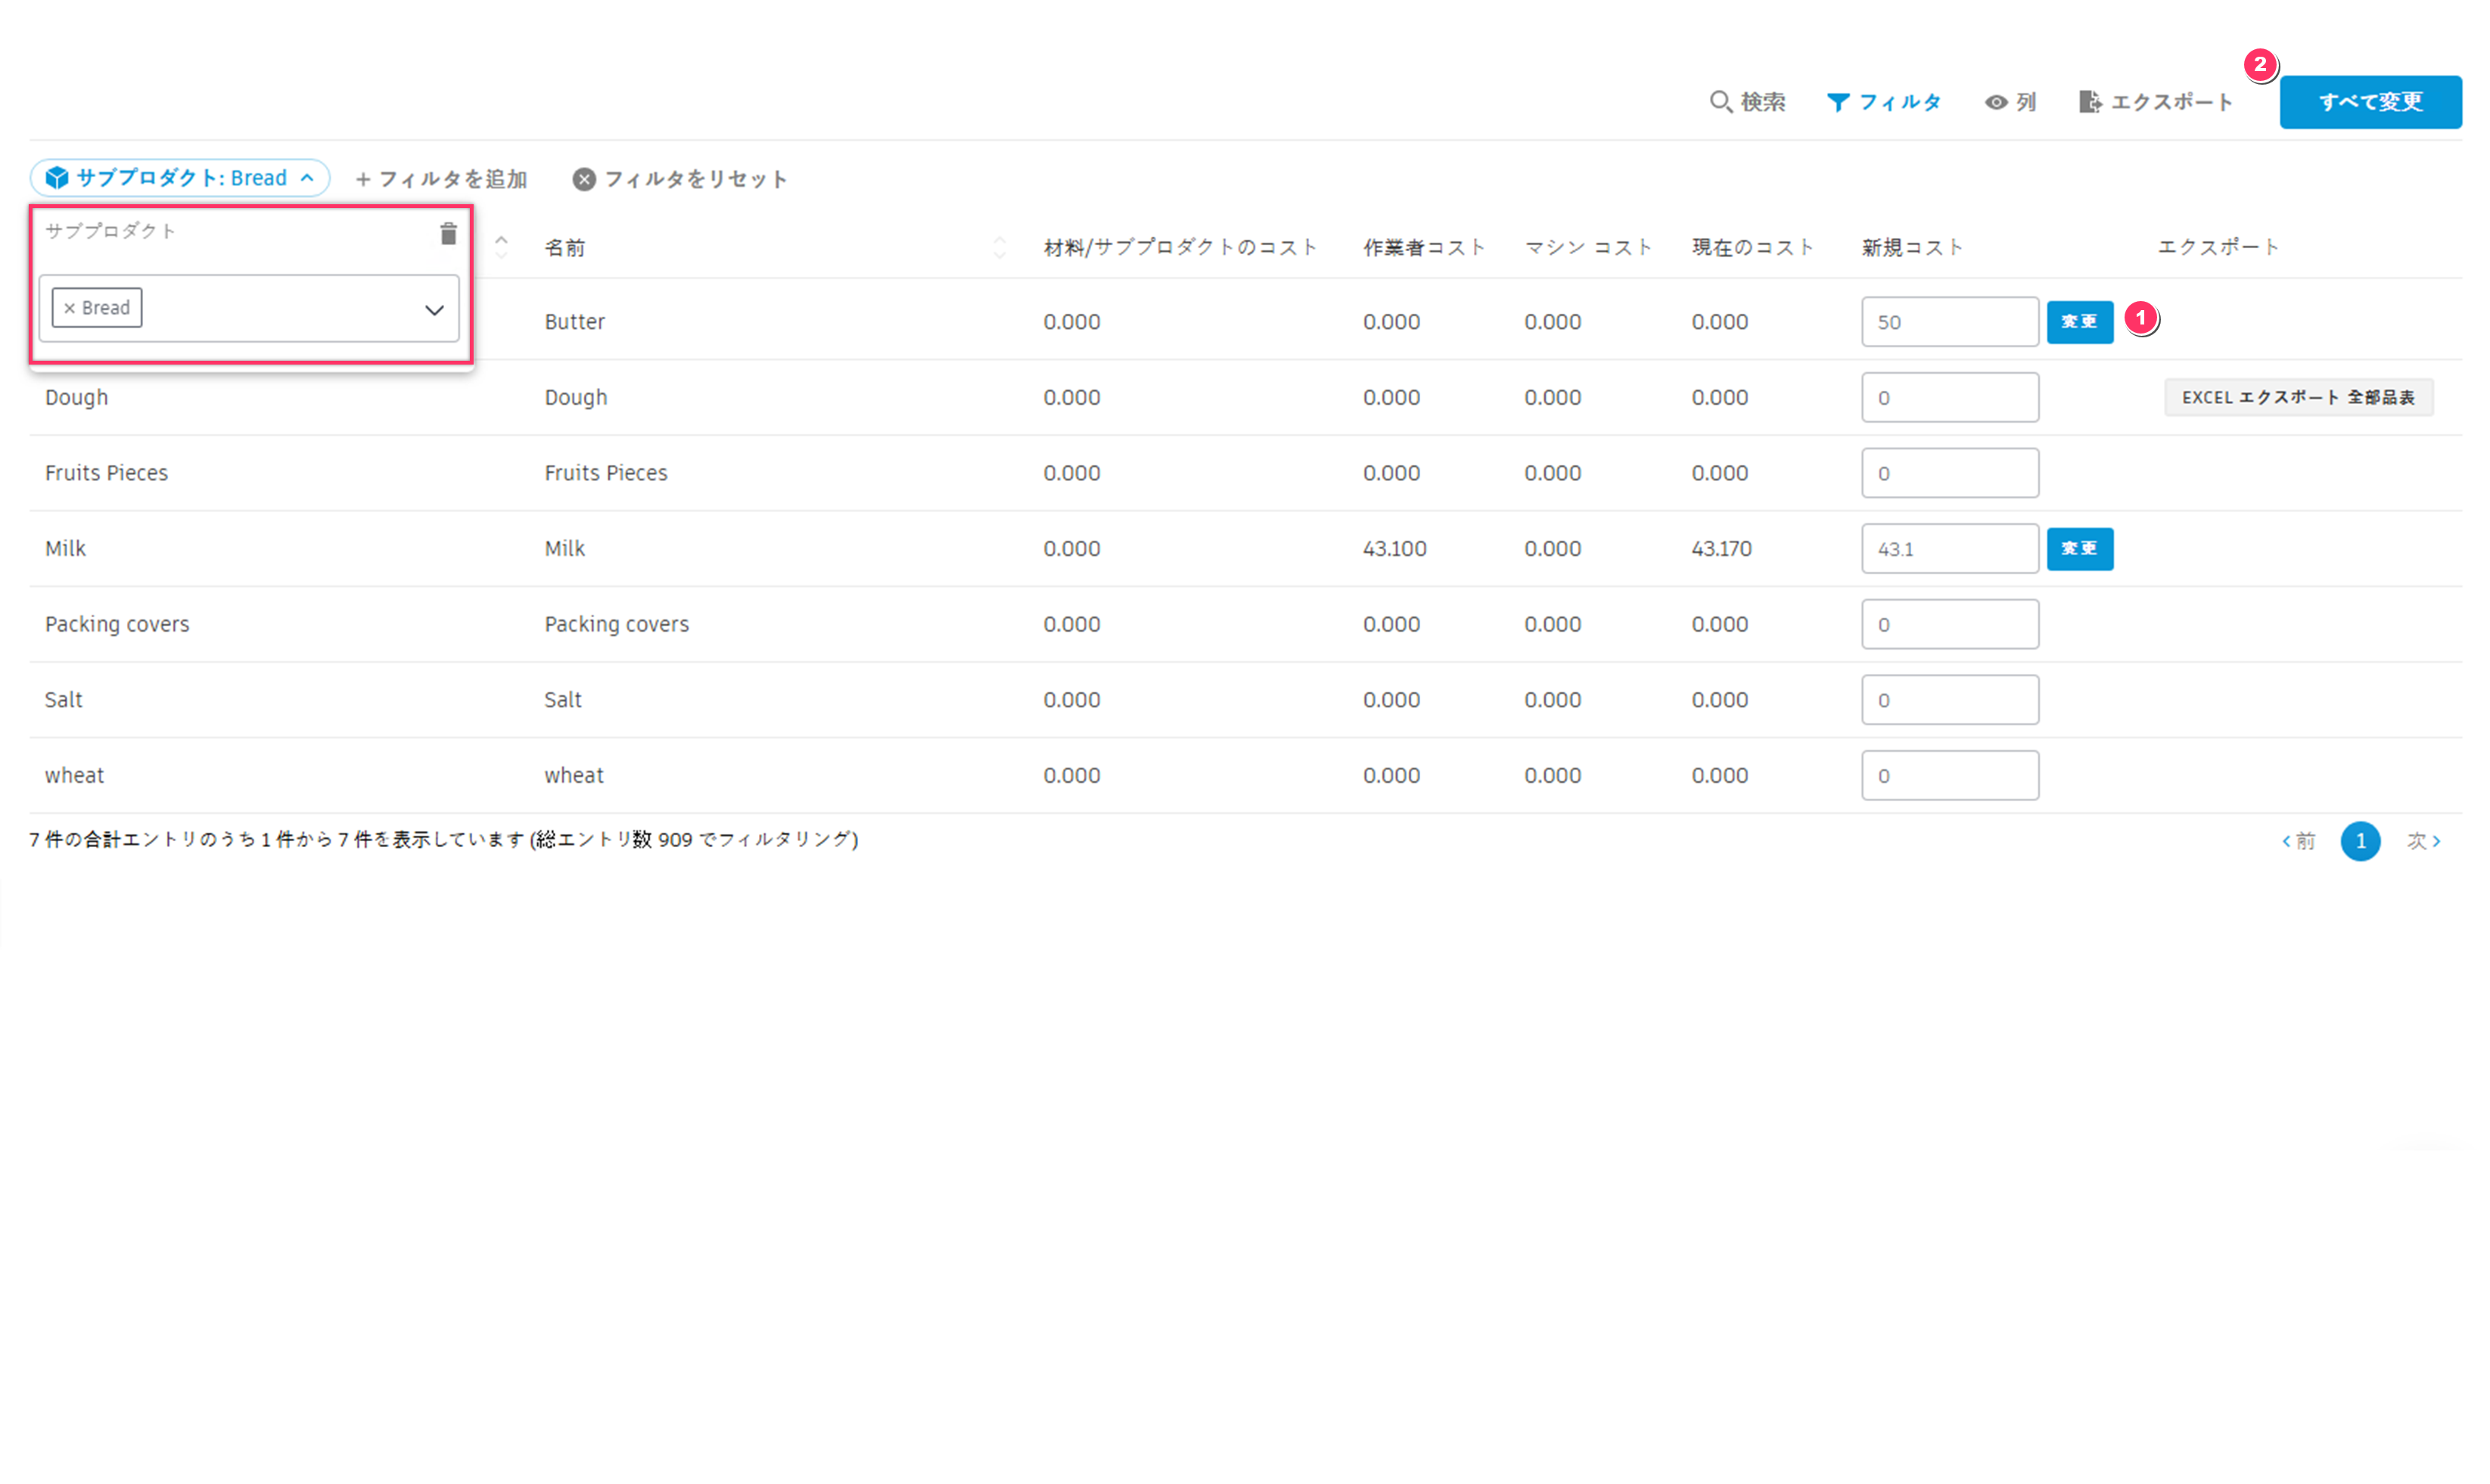 2
検索 フィルタ 列 エクスポート すべて変更
サブプロダクト: Bread + フィルタを追加 フィルタをリセット
サブプロダクト
名前 材料/サブプロダクトのコスト 作業者コスト マシン コスト 現在のコスト 新規コスト エクスポート
× Bread
Butter 0.000 0.000 0.000 0.000 50 変更 1
Dough Dough 0.000 0.000 0.000 0.000 0 EXCEL エクスポート 全部品表
Fruits Pieces Fruits Pieces 0.000 0.000 0.000 0.000 0
Milk Milk 0.000 43.100 0.000 43.170 43.1 変更
Packing covers Packing covers 0.000 0.000 0.000 0.000 0
Salt Salt 0.000 0.000 0.000 0.000 0
wheat wheat 0.000 0.000 0.000 0.000 0
7 件の合計エントリのうち 1 件から 7 件を表示しています (総エントリ数 909 でフィルタリング) ‹ 前 1 次 ›